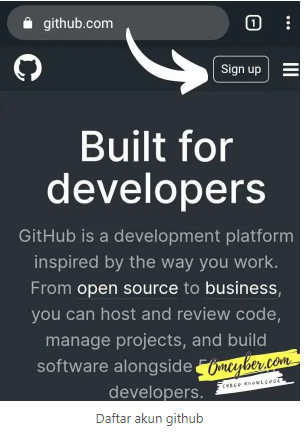 github.com
1
Sign up
Built for
developers
GitHub is a development platform
inspired by the way you work.
From open source to business,
you can host and review code,
manage projects, and build
software alongside
Omcyber.com
CYBER KNOWLEDGE
developers.
Daftar akun github